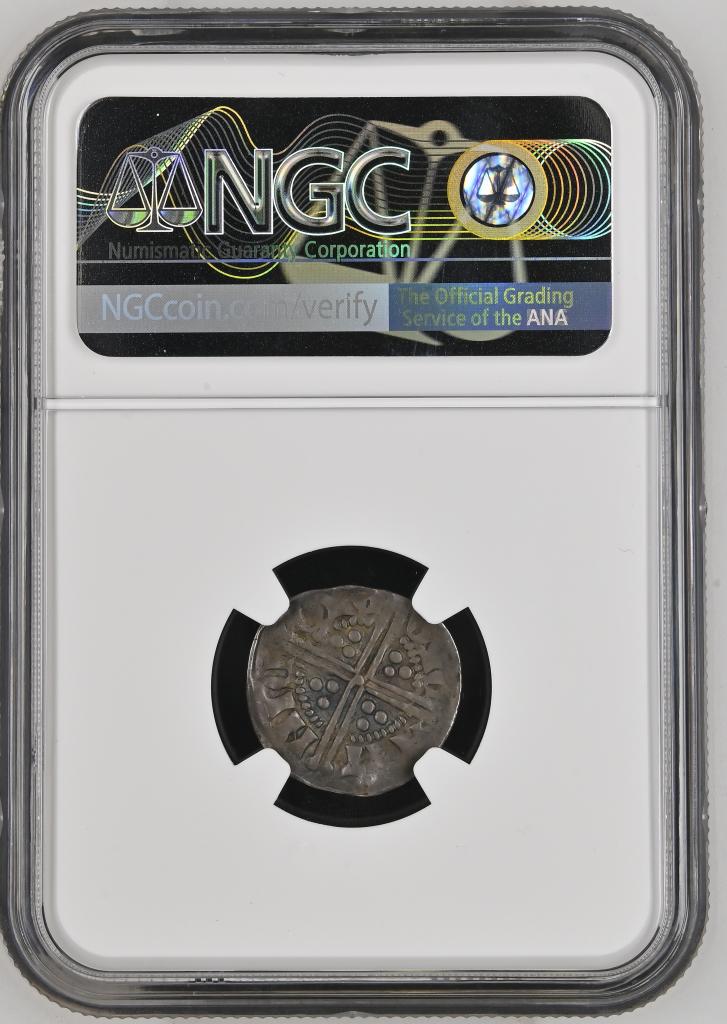 NGC
Numismatic Guaranty Corporation
NGCcoin.com/verify
The Official Grading
Service of the ANA